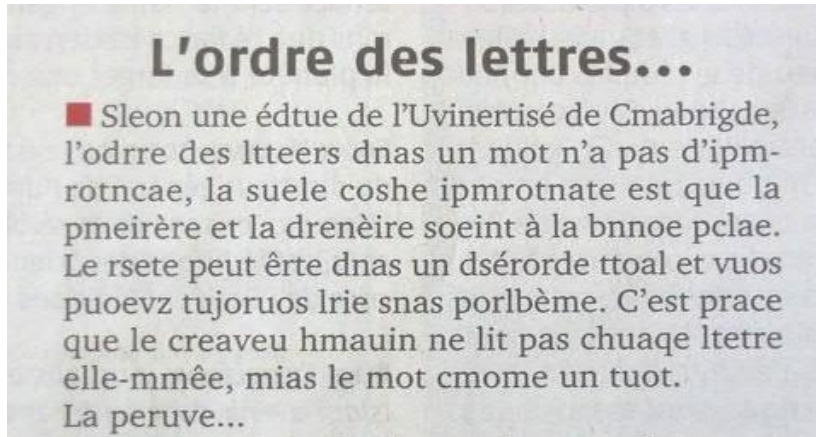 L'ordre des lettres...
Sleon une édtue de l'Uvinertisé de Cmabrigde,
l'odrre des ltteers dnas un mot n'a pas d'ipm-
rotncae, la suele coshe ipmrotnate est que la
pmeirère et la drenèire soeint à la bnnoe pclae.
Le rsete peut êrte dnas un dsérorde ttoal et vuos
puoevz tujoruos lrie snas porlbème. C'est prace
que le creaveu hmauin ne lit pas chuaqe ltetre
elle-mmêe, mias le mot cmome un tuot.
La peruve...